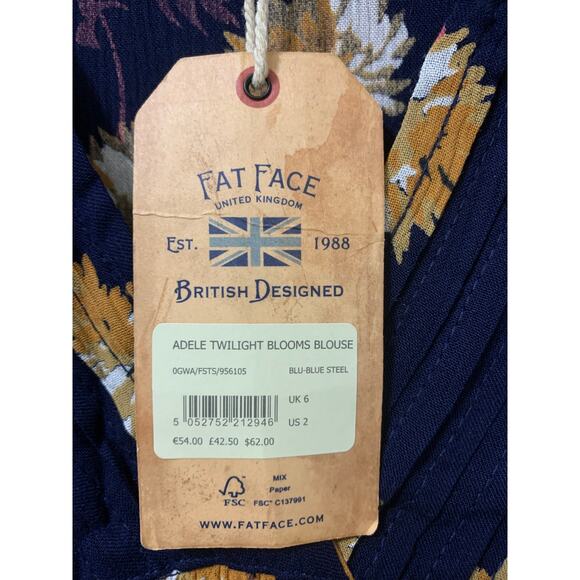 FAT FACE
UNITED KINGDOM
EST. 1988
BRITISH DESIGNED
ADELE TWILIGHT BLOOMS BLOUSE
0GWA/F5TS/956105 BLU-BLUE STEEL
UK 6
5 052752 212946 US 2
€54.00 £42.50 $62.00
MIX
Paper
FSC FSC® C137991
WWW.FATFACE.COM